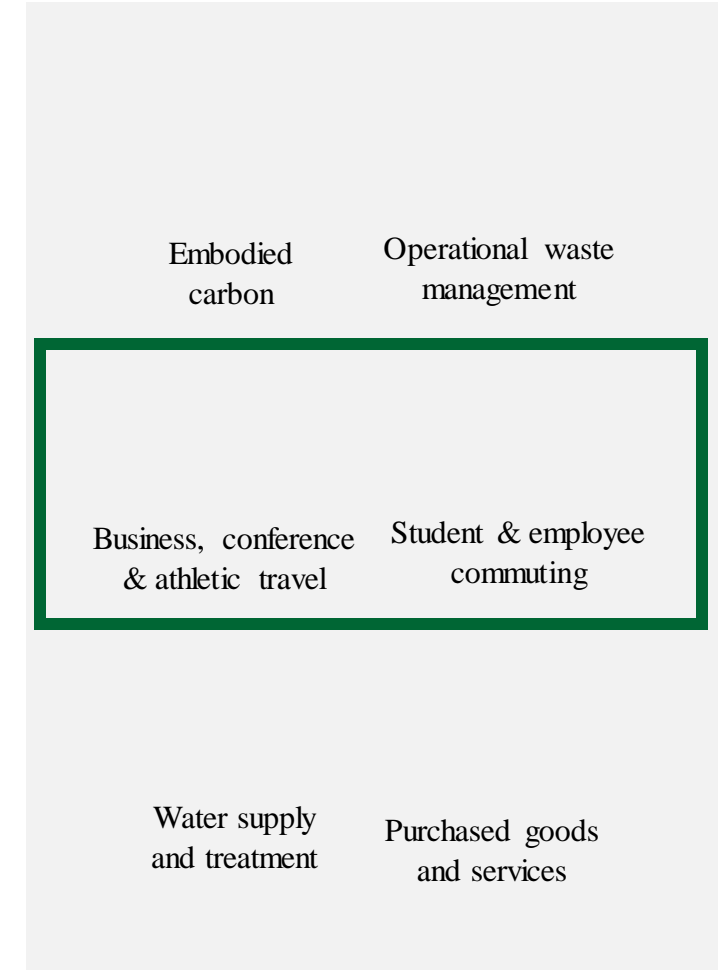 Embodied
carbon
Operational waste
management
Business, conference
& athletic travel
Student & employee
commuting
Water supply
and treatment
Purchased goods
and services